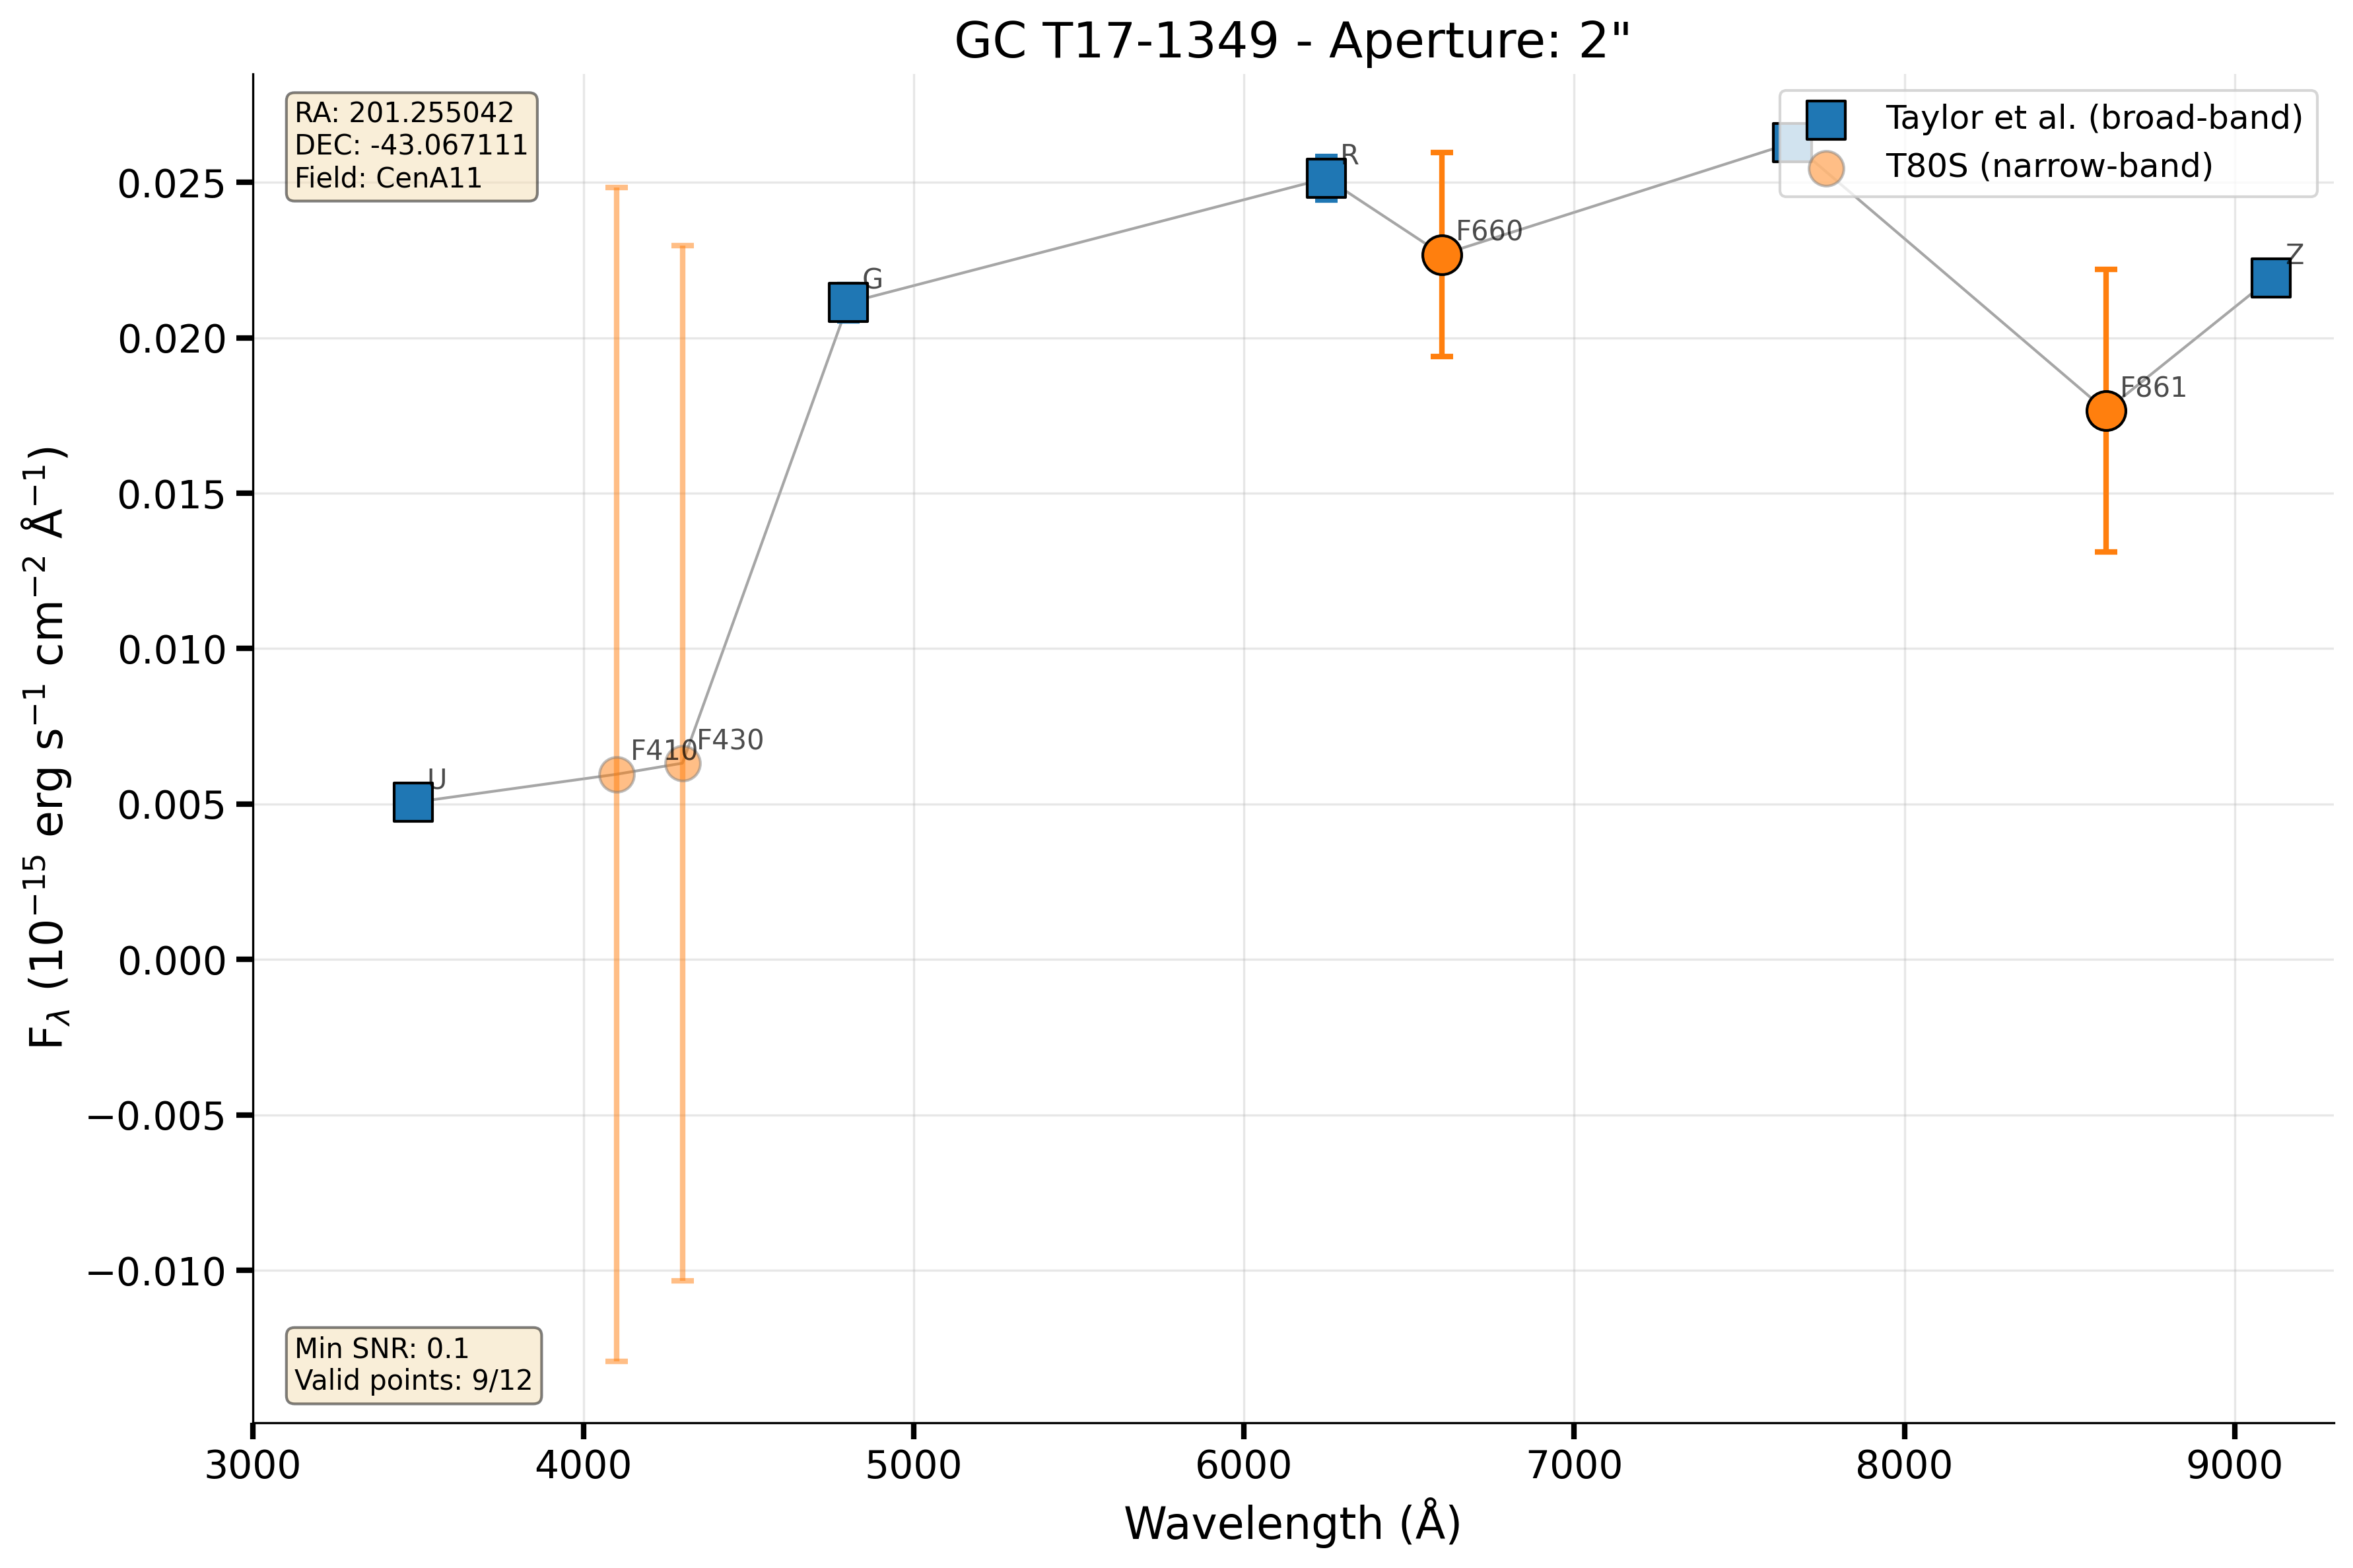 GC T17-1349 - Aperture: 2"
RA: 201.255042
DEC: -43.067111
Field: CenA11
Taylor et al. (broad-band)
T80S (narrow-band)
R
F660
G
Z
F861
F410
F430
U
0.025
0.020
0.015
0.010
0.005
0.000
−0.005
−0.010
F_λ (10⁻¹⁵ erg s⁻¹ cm⁻² Å⁻¹)
Min SNR: 0.1
Valid points: 9/12
3000 4000 5000 6000 7000 8000 9000
Wavelength (Å)